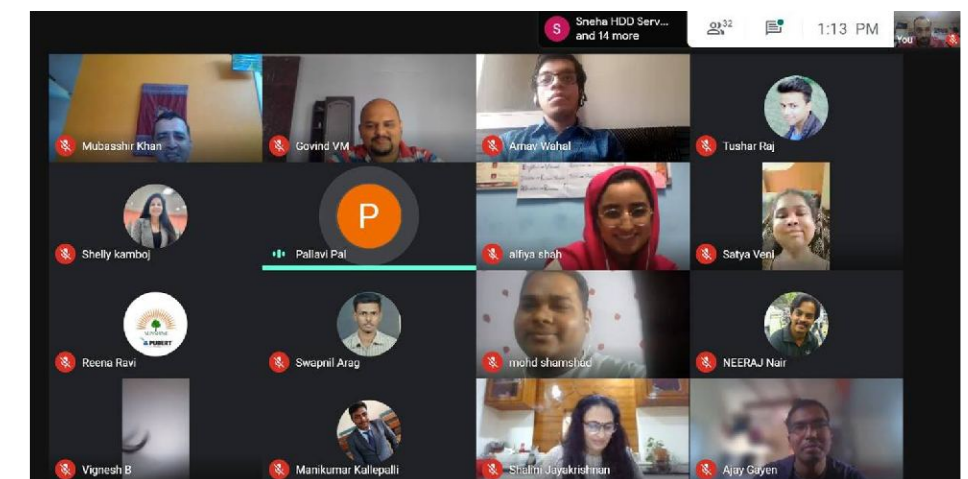 S
Sneha HDD Serv...
and 14 more
32
1:13 PM
You
Mubasshir Khan
Govind VM
Arnav Wahal
Tushar Raj
Shelly kamboj
P
Pallavi Pal
alfiya shah
Satya Veni
Reena Ravi
Swapnil Arag
mohd shamshad
NEERAJ Nair
Vignesh B
Manikumar Kallepalli
Shalini Jayakrishnan
Ajay Guyen